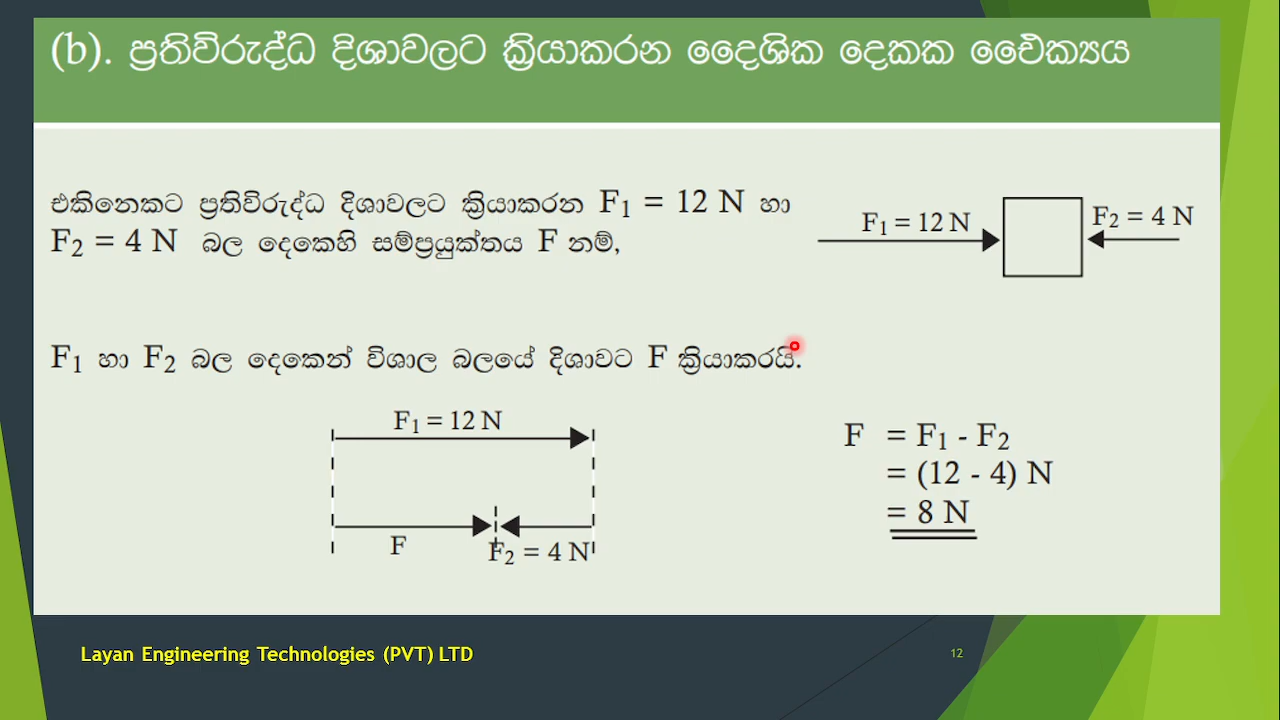 (b). ප්‍රතිවිරුද්ධ දිශාවලට ක්‍රියාකරන දෛශික දෙකක ඓක්‍යය
එකිනෙකට ප්‍රතිවිරුද්ධ දිශාවලට ක්‍රියාකරන F₁ = 12 N හා
F₂ = 4 N බල දෙකෙහි සම්ප්‍රයුක්තය F නම්,
F₁ = 12 N
F₂ = 4 N
F₁ හා F₂ බල දෙකෙන් විශාල බලයේ දිශාවට F ක්‍රියාකරයි.
F₁ = 12 N
F
F₂ = 4 N
F = F₁ - F₂
= (12 - 4) N
= 8 N
Layan Engineering Technologies (PVT) LTD
12